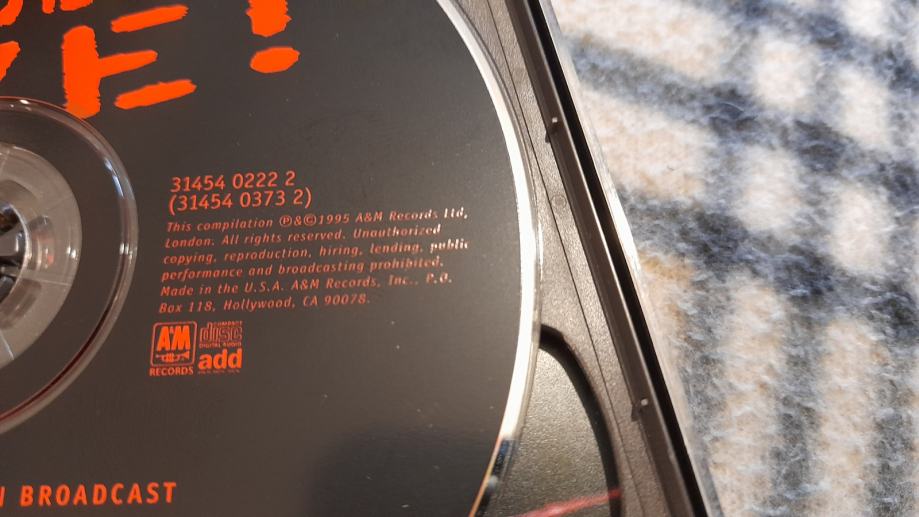 E!
31454 0222 2
(31454 0373 2)
This compilation ℗&©1995 A&M Records Ltd,
London. All rights reserved. Unauthorized
copying, reproduction, hiring, lending, public
performance and broadcasting prohibited.
Made in the U.S.A. A&M Records, Inc., P.O.
Box 118, Hollywood, CA 90078.
A&M RECORDS
COMPACT disc DIGITAL AUDIO
add
BROADCAST